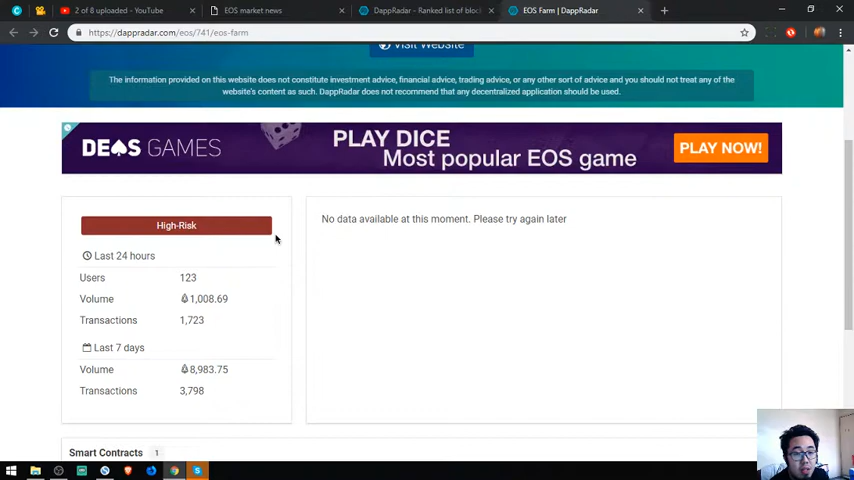 2 of 8 uploaded - YouTube
EOS market news
DappRadar - Ranked list of bloc
EOS Farm | DappRadar
https://dappradar.com/eos/741/eos-farm
Visit Website
The information provided on this website does not constitute investment advice, financial advice, trading advice, or any other sort of advice and you should not treat any of the
website's content as such. DappRadar does not recommend that any decentralized application should be used.
DEOS GAMES
PLAY DICE
Most popular EOS game
PLAY NOW!
High-Risk
No data available at this moment. Please try again later
Last 24 hours
Users 123
Volume 1,008.69
Transactions 1,723
Last 7 days
Volume 8,983.75
Transactions 3,798
Smart Contracts 1